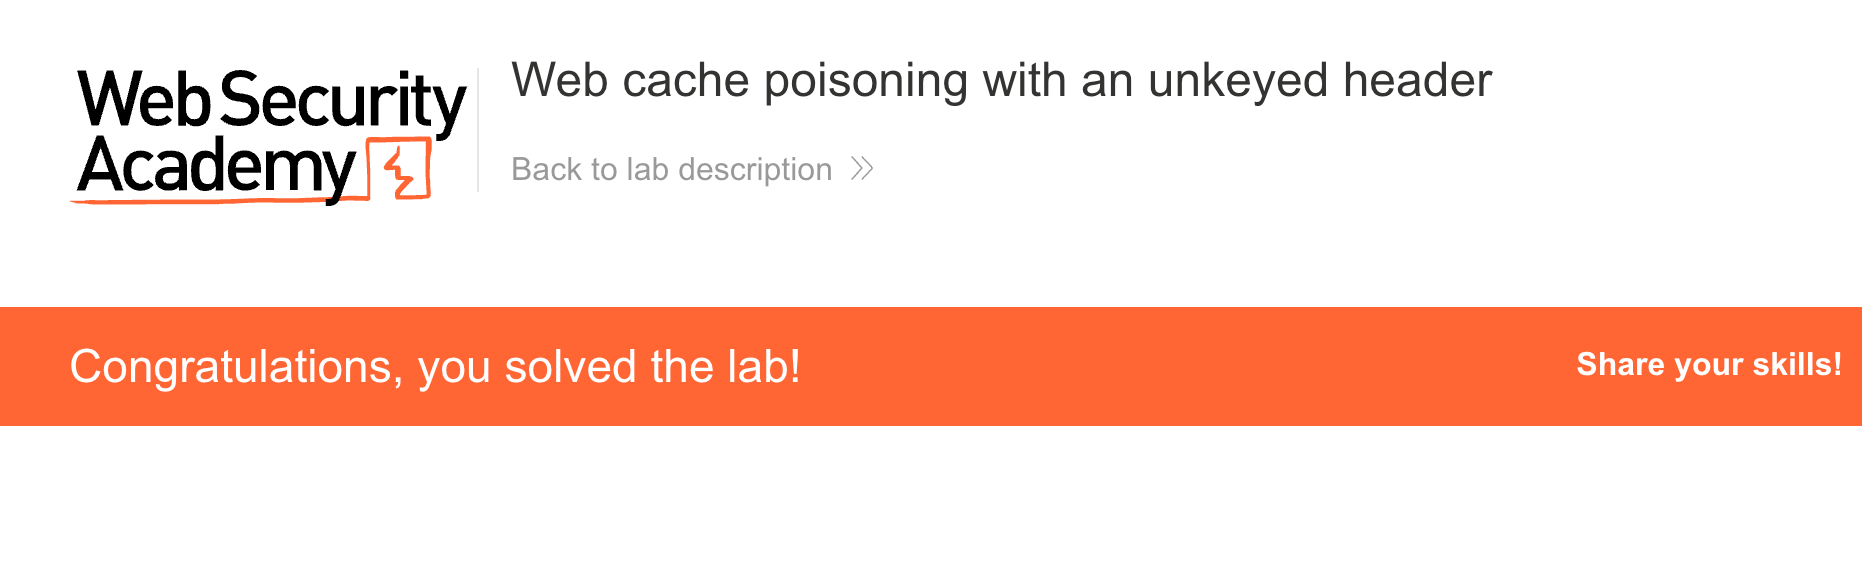 Web Security
Academy
Web cache poisoning with an unkeyed header
Back to lab description
Congratulations, you solved the lab!
Share your skills!